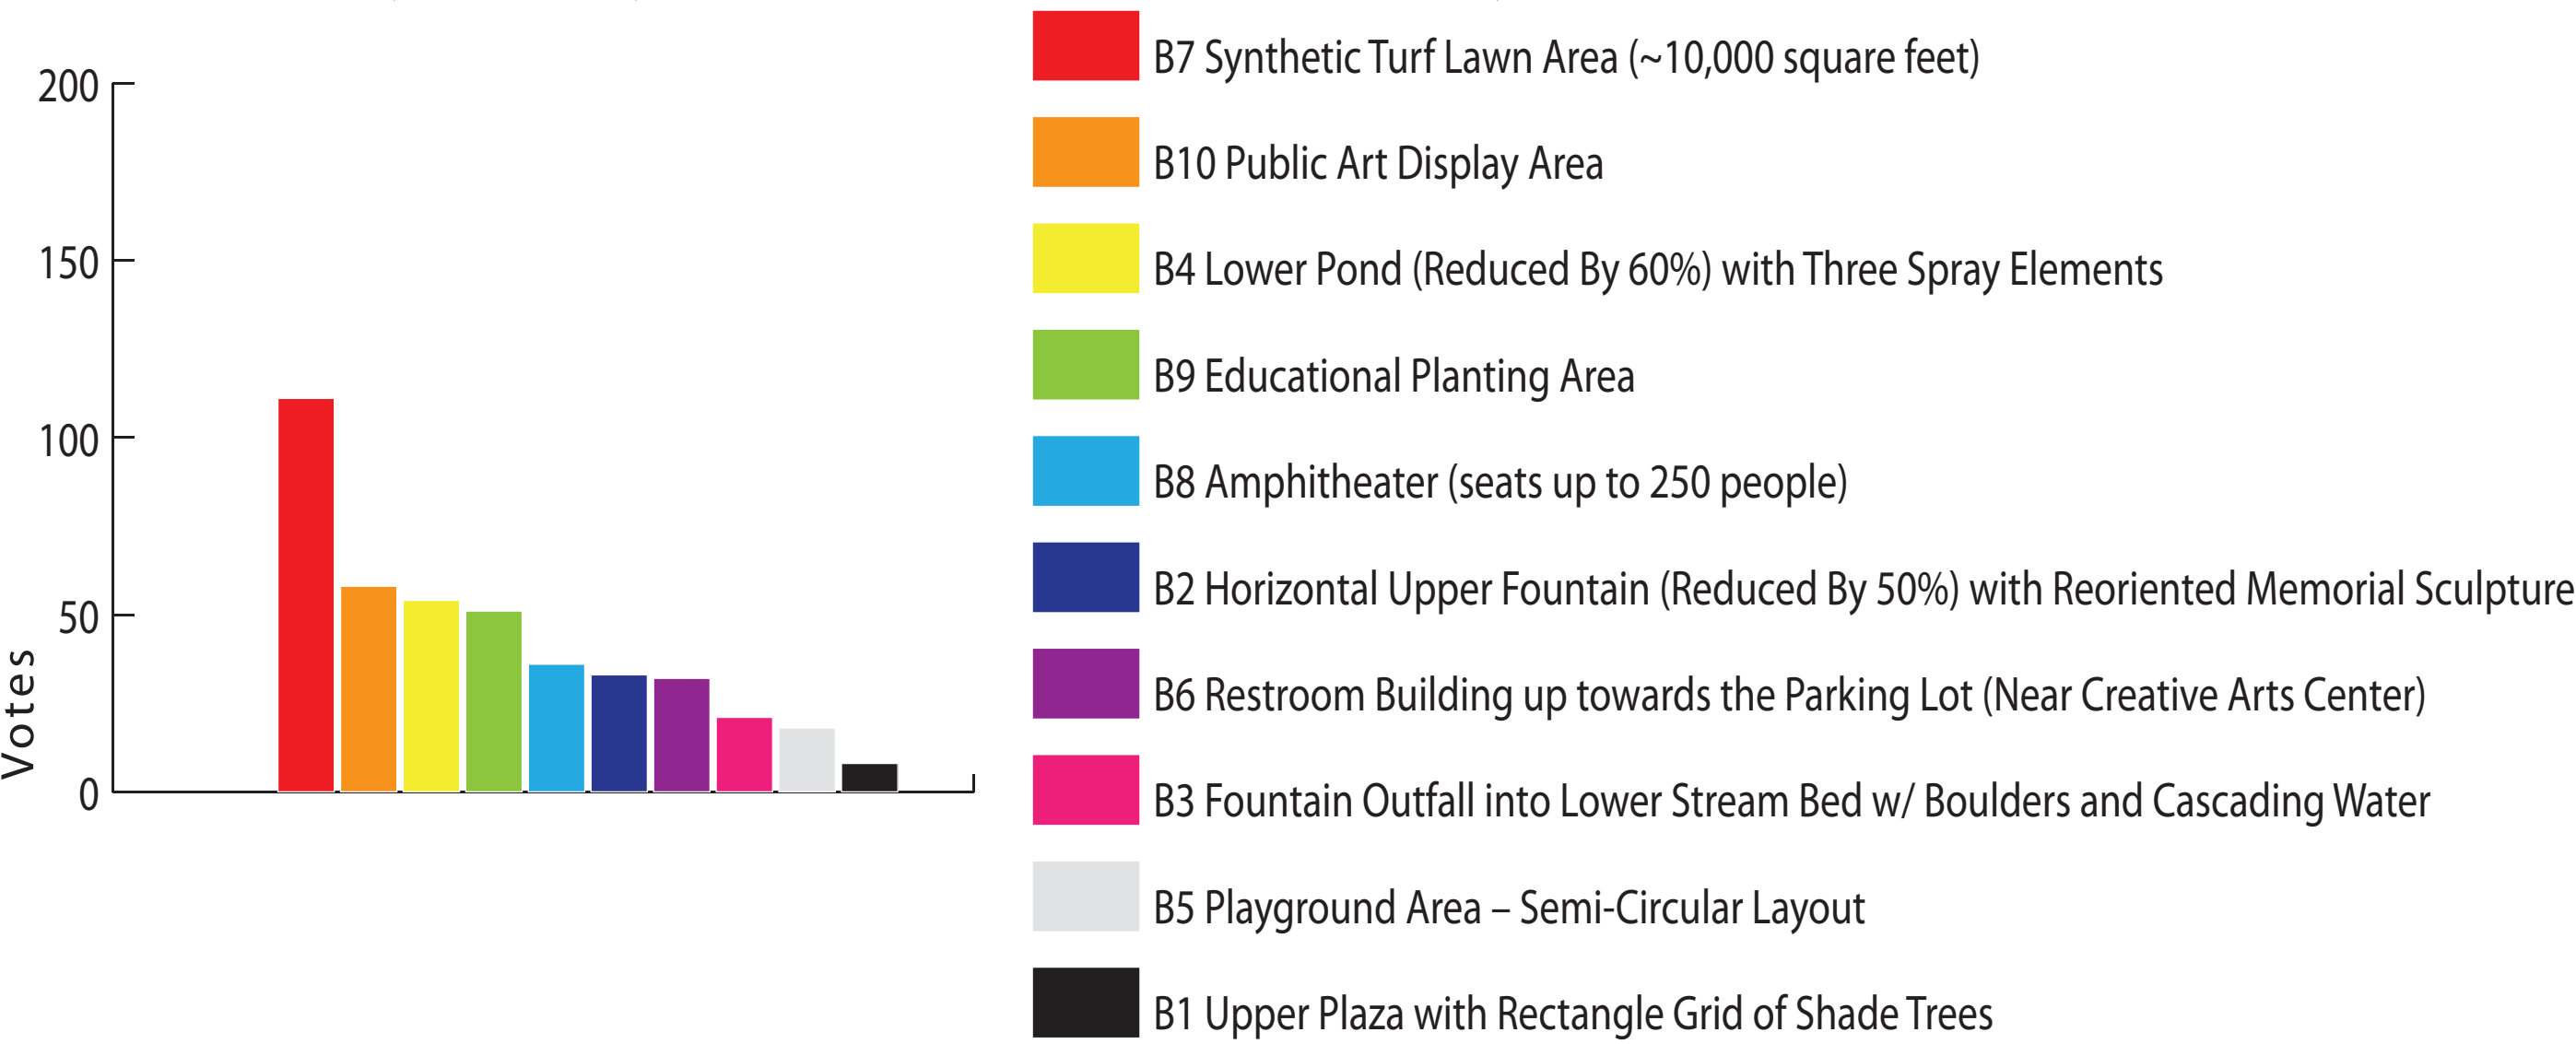 200
150
100
50
0
Votes
B7 Synthetic Turf Lawn Area (~10,000 square feet)
B10 Public Art Display Area
B4 Lower Pond (Reduced By 60%) with Three Spray Elements
B9 Educational Planting Area
B8 Amphitheater (seats up to 250 people)
B2 Horizontal Upper Fountain (Reduced By 50%) with Reoriented Memorial Sculpture
B6 Restroom Building up towards the Parking Lot (Near Creative Arts Center)
B3 Fountain Outfall into Lower Stream Bed w/ Boulders and Cascading Water
B5 Playground Area – Semi-Circular Layout
B1 Upper Plaza with Rectangle Grid of Shade Trees